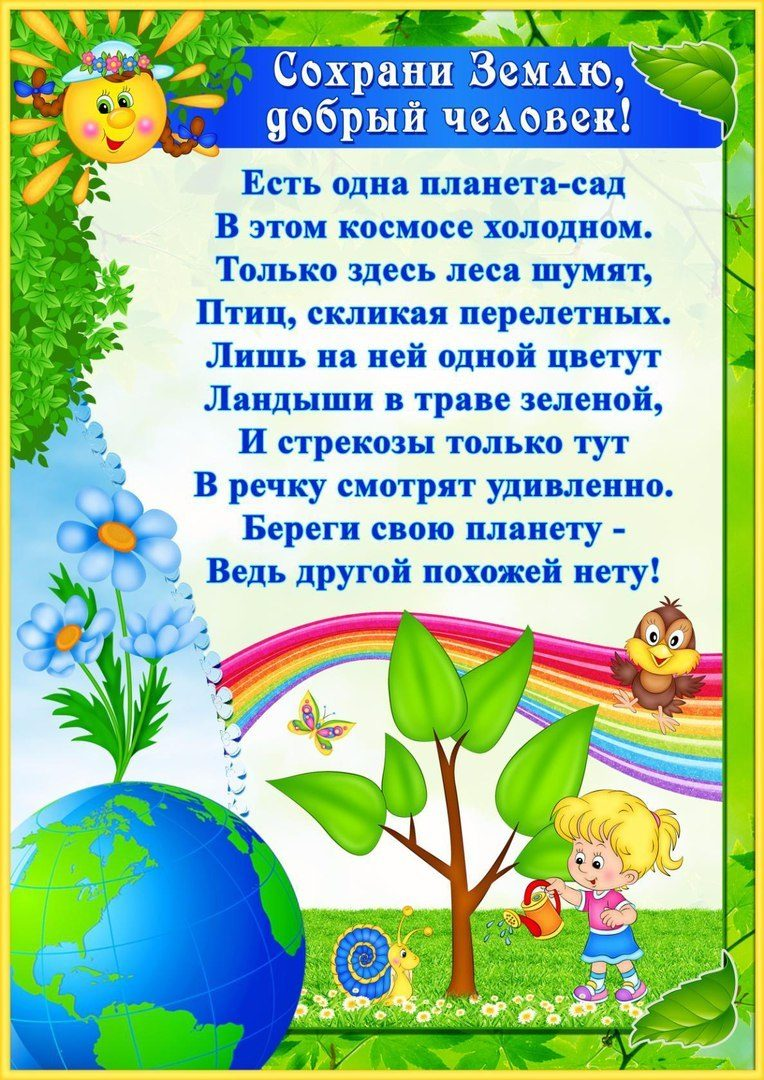 Сохрани Землю,
добрый человек!
Есть одна планета-сад
В этом космосе холодном.
Только здесь леса шумят,
Птиц, скликая перелетных.
Лишь на ней одной цветут
Ландыши в траве зеленой,
И стрекозы только тут
В речку смотрят удивленно.
Береги свою планету -
Ведь другой похожей нету!